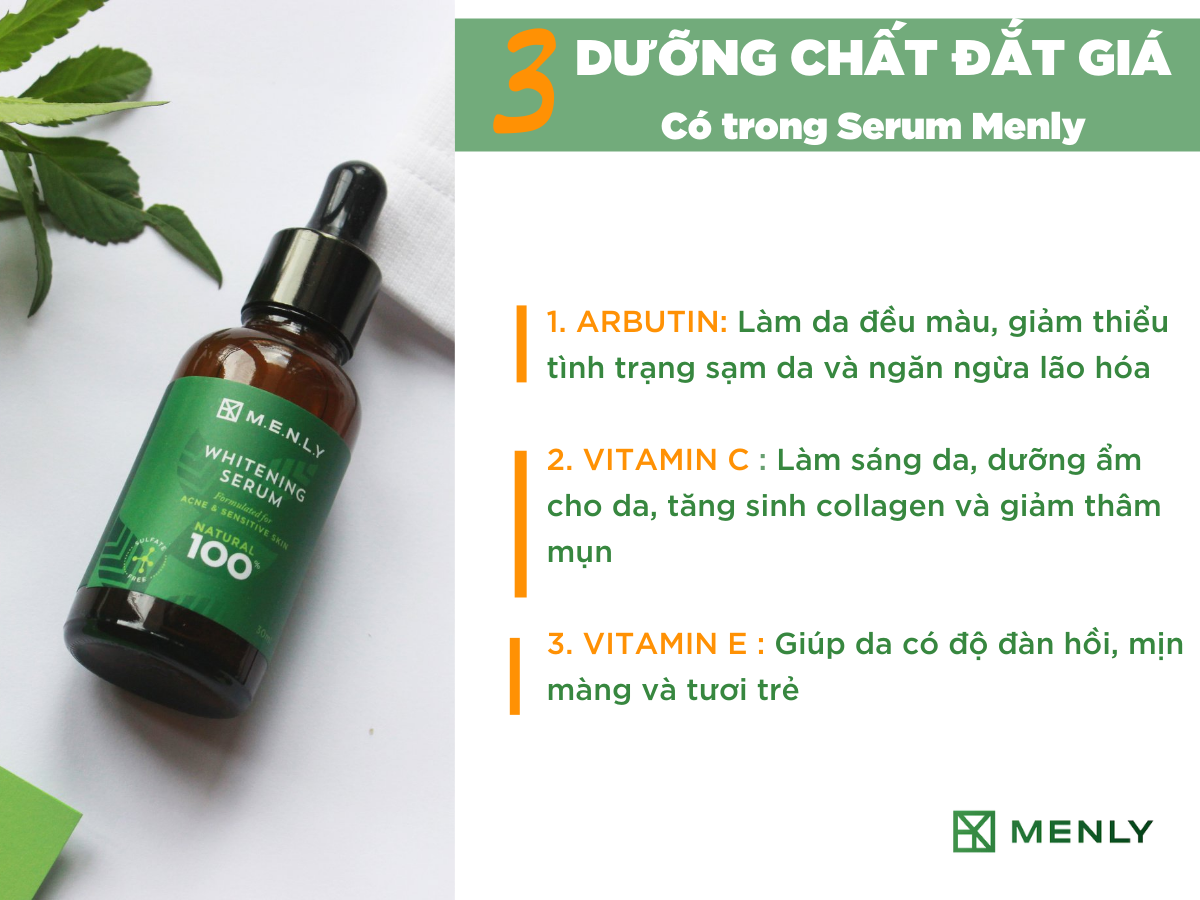 3 DƯỠNG CHẤT ĐẮT GIÁ
Có trong Serum Menly
1. ARBUTIN: Làm da đều màu, giảm thiểu
tình trạng sạm da và ngăn ngừa lão hóa
2. VITAMIN C : Làm sáng da, dưỡng ẩm
cho da, tăng sinh collagen và giảm thâm
mụn
3. VITAMIN E : Giúp da có độ đàn hồi, mịn
màng và tươi trẻ
MENLY
M.E.N.L.Y
WHITENING
SERUM
Formulated for
ACNE & SENSITIVE SKIN
NATURAL
100%
SULFATE
FREE